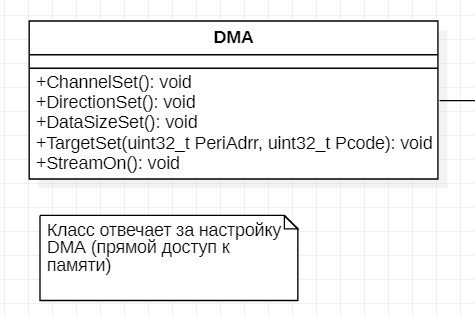 DMA
+ChannelSet(): void
+DirectionSet(): void
+DataSizeSet(): void
+TargetSet(uint32_t PeriAdrr, uint32_t Pcode): void
+StreamOn(): void
Класс отвечает за настройку
DMA (прямой доступ к
памяти)